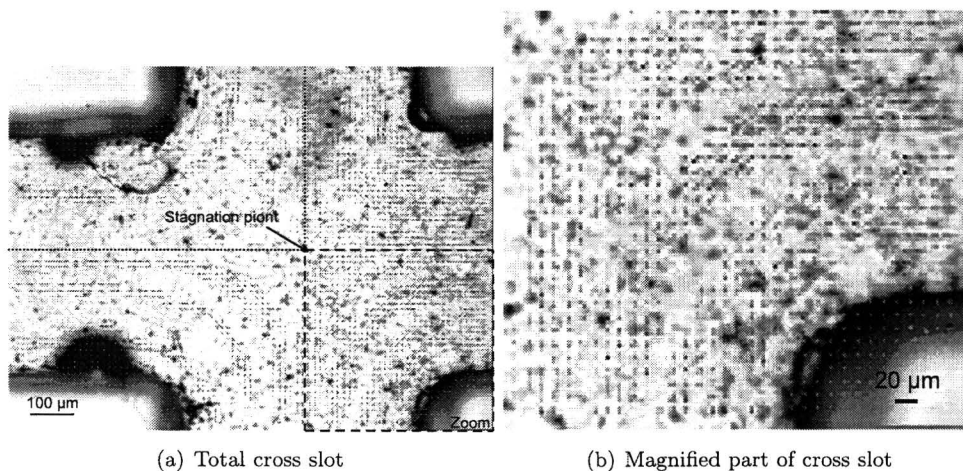 Stagnation piont
100 µm
Zoom
20 µm
(a) Total cross slot
(b) Magnified part of cross slot